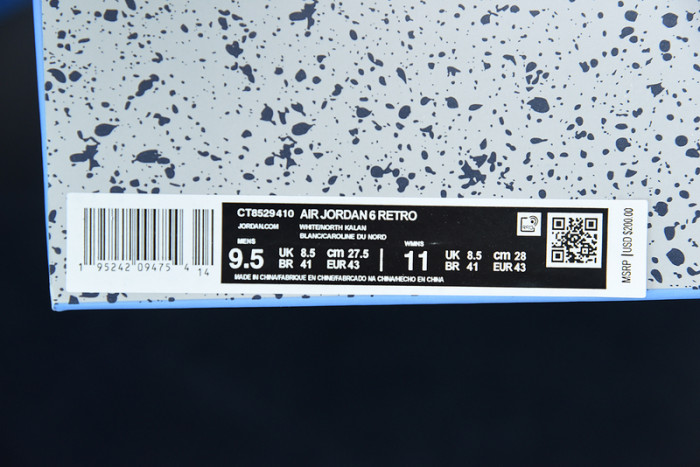 CT8529410 AIR JORDAN 6 RETRO
JORDAN.COM WHITE/NORTH KALAN
BLANC/CAROLINE DU NORD
MENS WMNS
9.5 UK 8.5 cm 27.5 11 UK 8.5 cm 28
BR 41 EUR 43 BR 41 EUR 43
MADE IN CHINA/FABRIQUE EN CHINE/FABRICADO NA CHINA/HECHO EN CHINA
1 95242 09475 4
14
MSRP USD $200.00